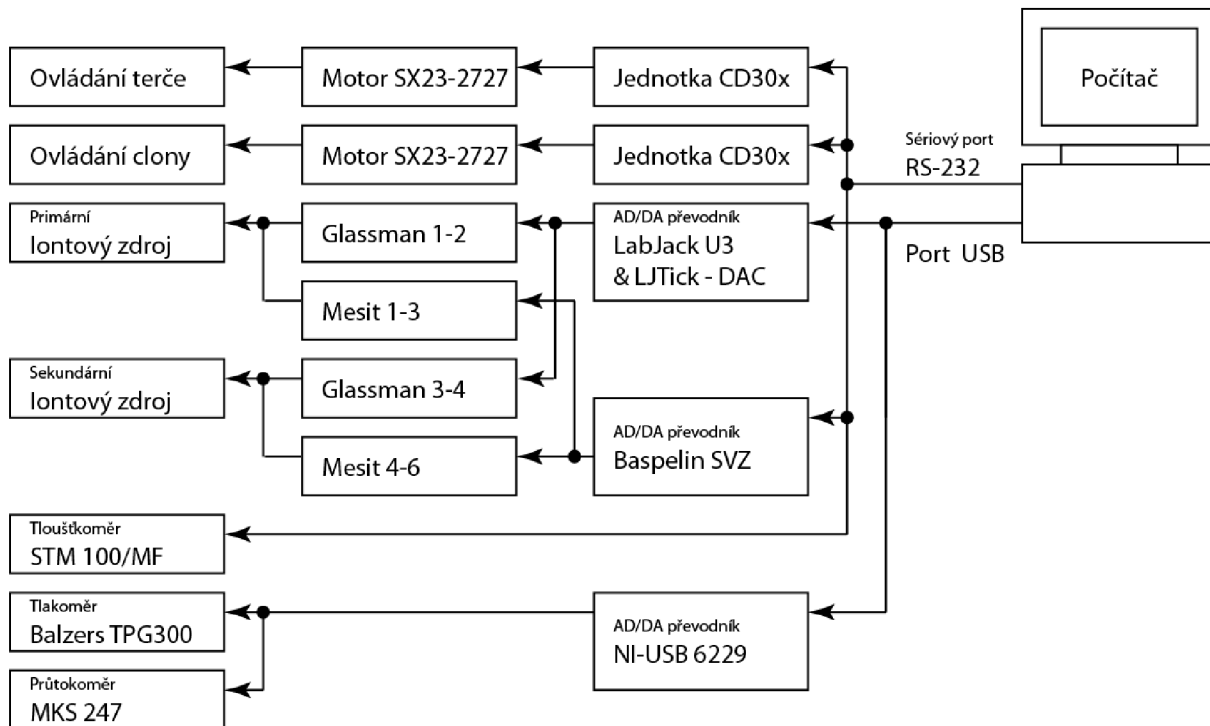 Ovládání terče
Motor SX23-2727
Jednotka CD30x
Počítač
Ovládání clony
Motor SX23-2727
Jednotka CD30x
Sériový port
RS-232
Primární
Iontový zdroj
Glassman 1-2
AD/DA převodník
LabJack U3
& LJTick - DAC
Port USB
Mesit 1-3
Sekundární
Iontový zdroj
Glassman 3-4
Mesit 4-6
AD/DA převodník
Baspelin SVZ
Tloušťkoměr
STM 100/MF
Tlakoměr
Balzers TPG300
AD/DA převodník
NI-USB 6229
Průtokoměr
MKS 247